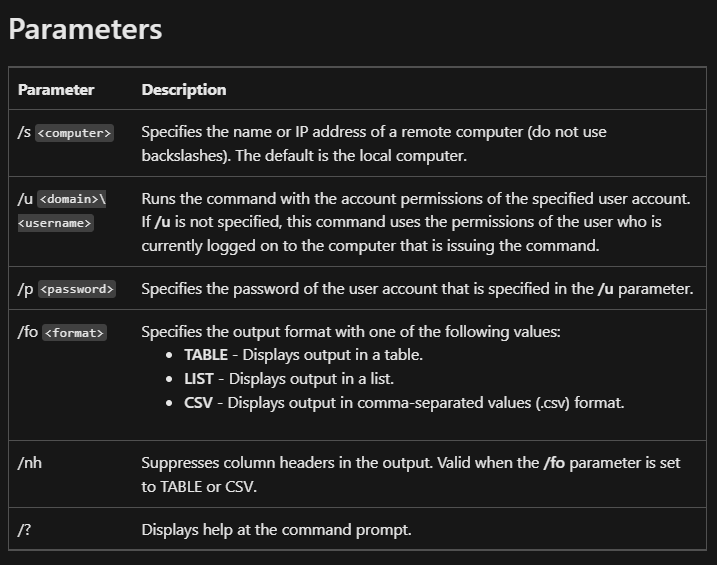 Parameters
Parameter Description
/s <computer> Specifies the name or IP address of a remote computer (do not use
backslashes). The default is the local computer.
/u <domain>\ Runs the command with the account permissions of the specified user account.
<username> If /u is not specified, this command uses the permissions of the user who is
currently logged on to the computer that is issuing the command.
/p <password> Specifies the password of the user account that is specified in the /u parameter.
/fo <format> Specifies the output format with one of the following values:
• TABLE - Displays output in a table.
• LIST - Displays output in a list.
• CSV - Displays output in comma-separated values (.csv) format.
/nh Suppresses column headers in the output. Valid when the /fo parameter is set
to TABLE or CSV.
/? Displays help at the command prompt.